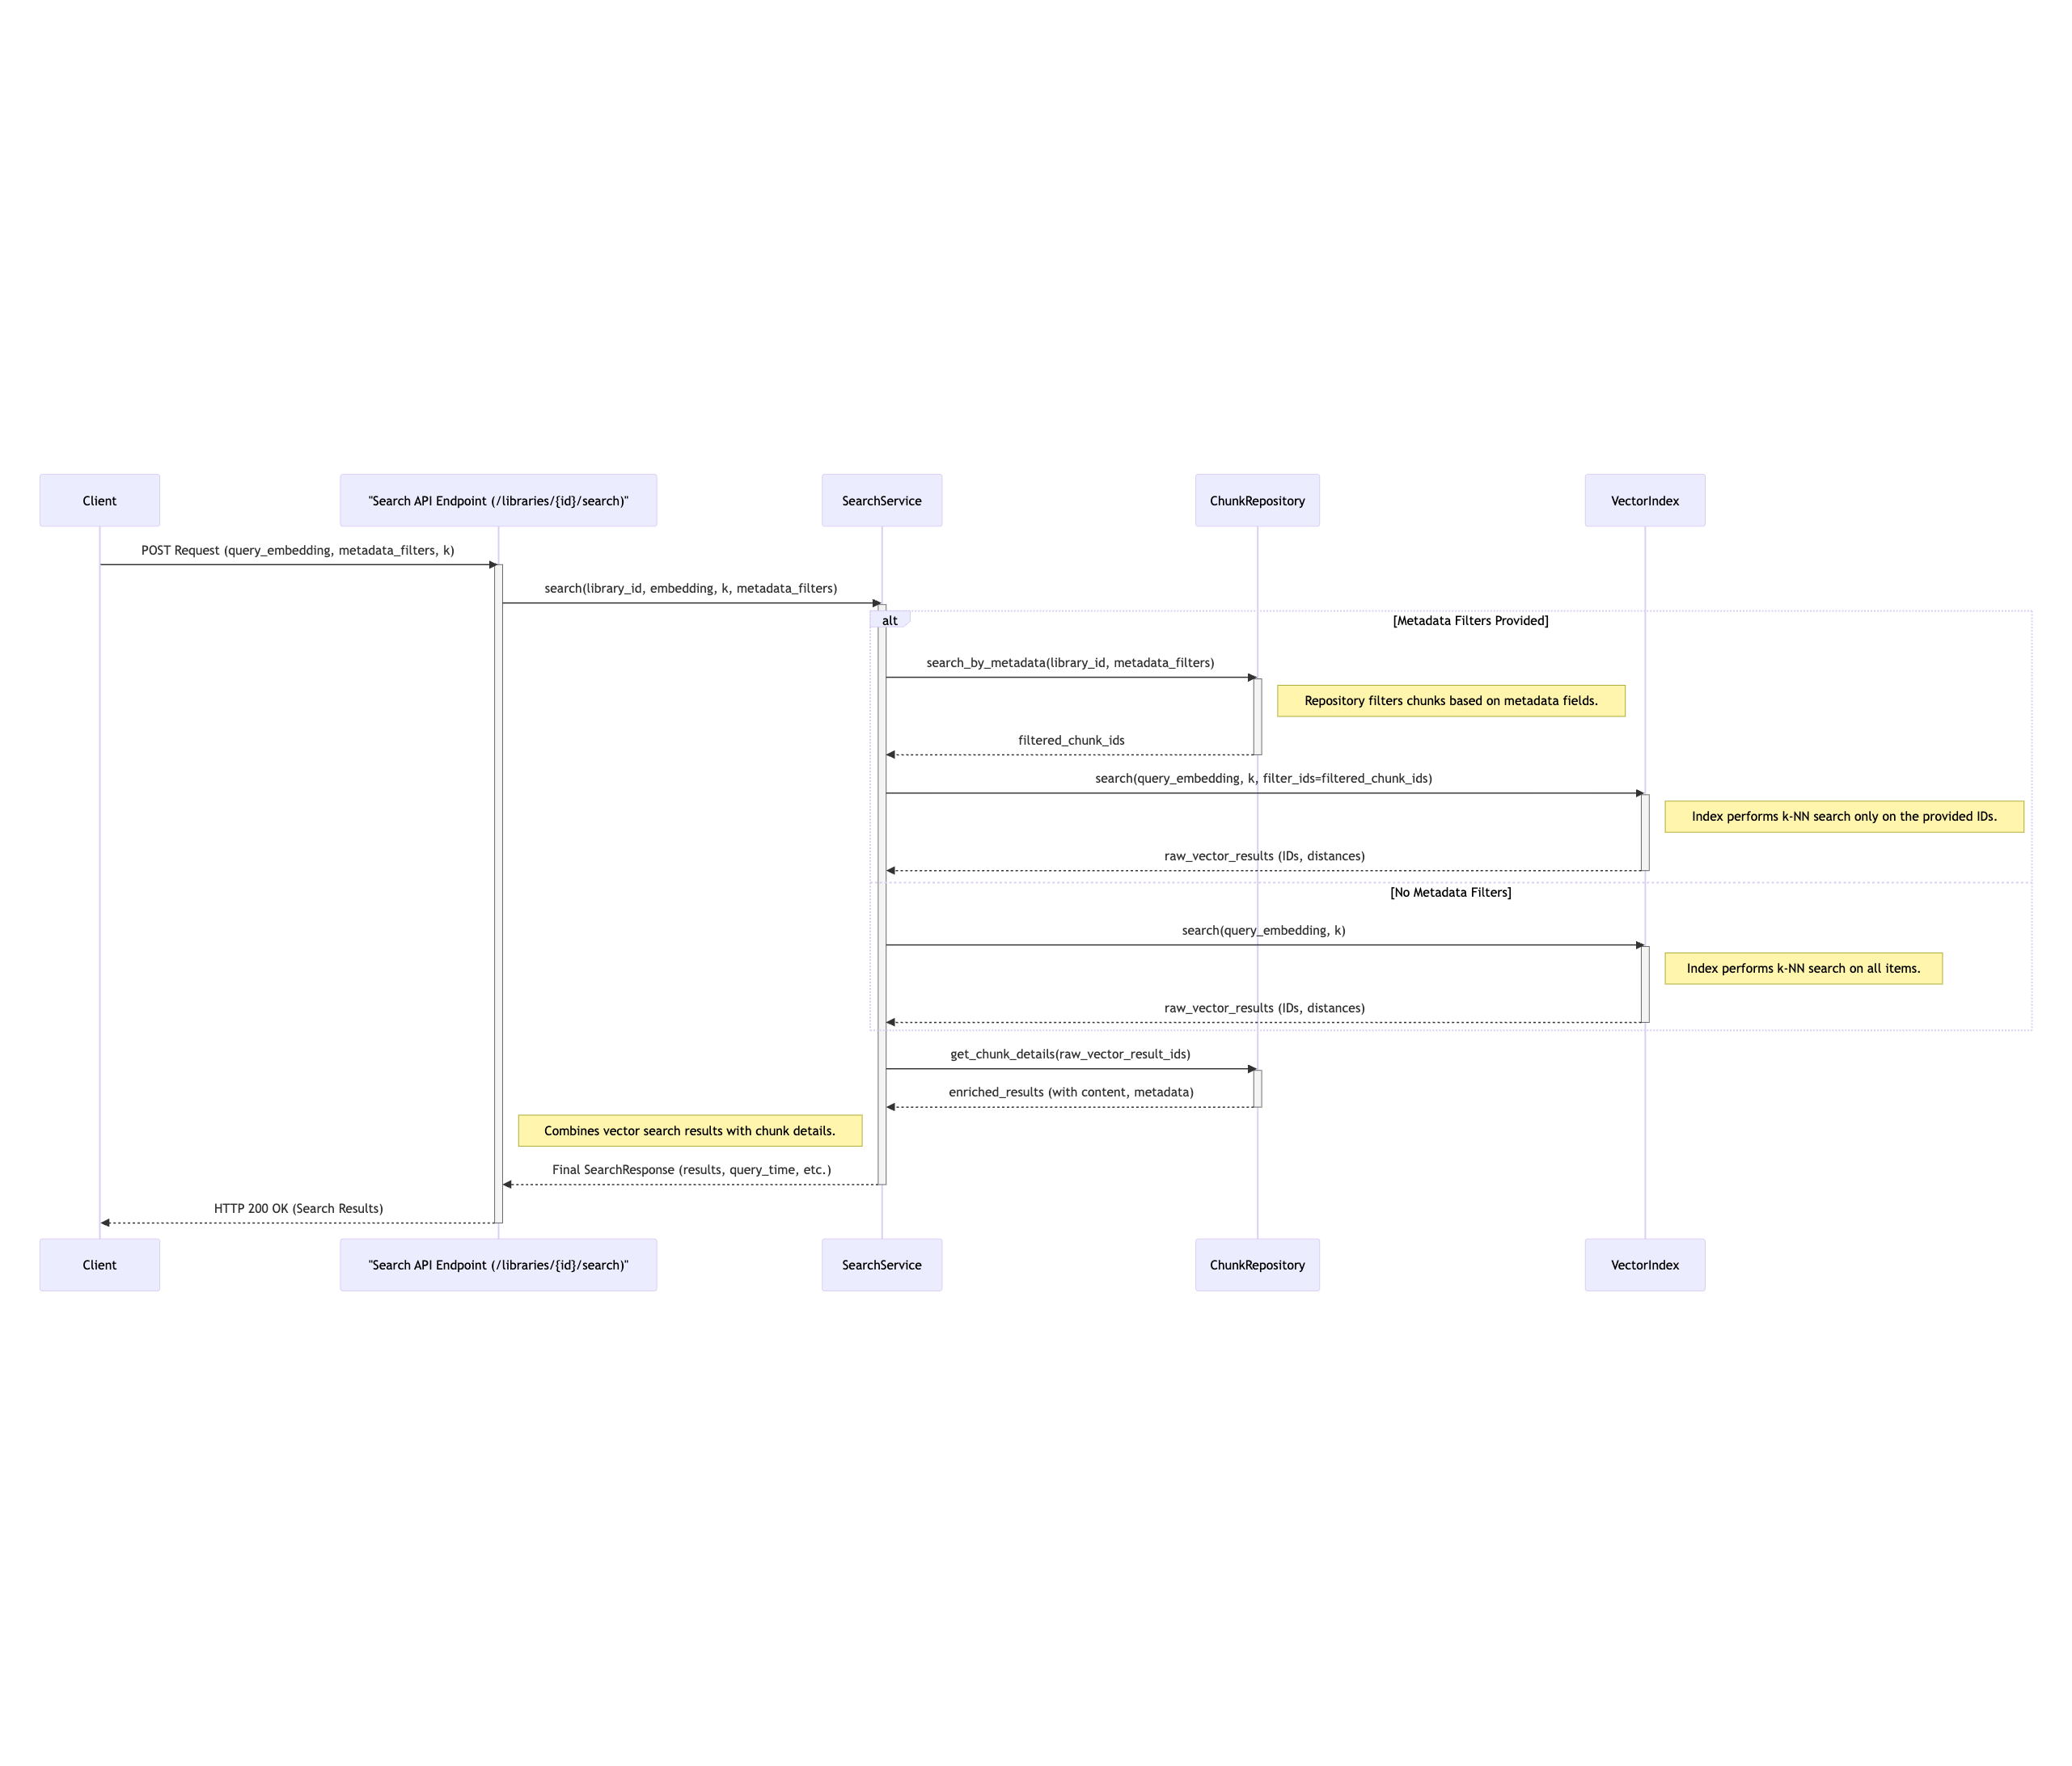 Client
"Search API Endpoint (/libraries/{id}/search)"
SearchService
ChunkRepository
VectorIndex
POST Request (query_embedding, metadata_filters, k)
search(library_id, embedding, k, metadata_filters)
alt
[Metadata Filters Provided]
search_by_metadata(library_id, metadata_filters)
Repository filters chunks based on metadata fields.
filtered_chunk_ids
search(query_embedding, k, filter_ids=filtered_chunk_ids)
Index performs k-NN search only on the provided IDs.
raw_vector_results (IDs, distances)
[No Metadata Filters]
search(query_embedding, k)
Index performs k-NN search on all items.
raw_vector_results (IDs, distances)
get_chunk_details(raw_vector_result_ids)
enriched_results (with content, metadata)
Combines vector search results with chunk details.
Final SearchResponse (results, query_time, etc.)
HTTP 200 OK (Search Results)
Client
"Search API Endpoint (/libraries/{id}/search)"
SearchService
ChunkRepository
VectorIndex